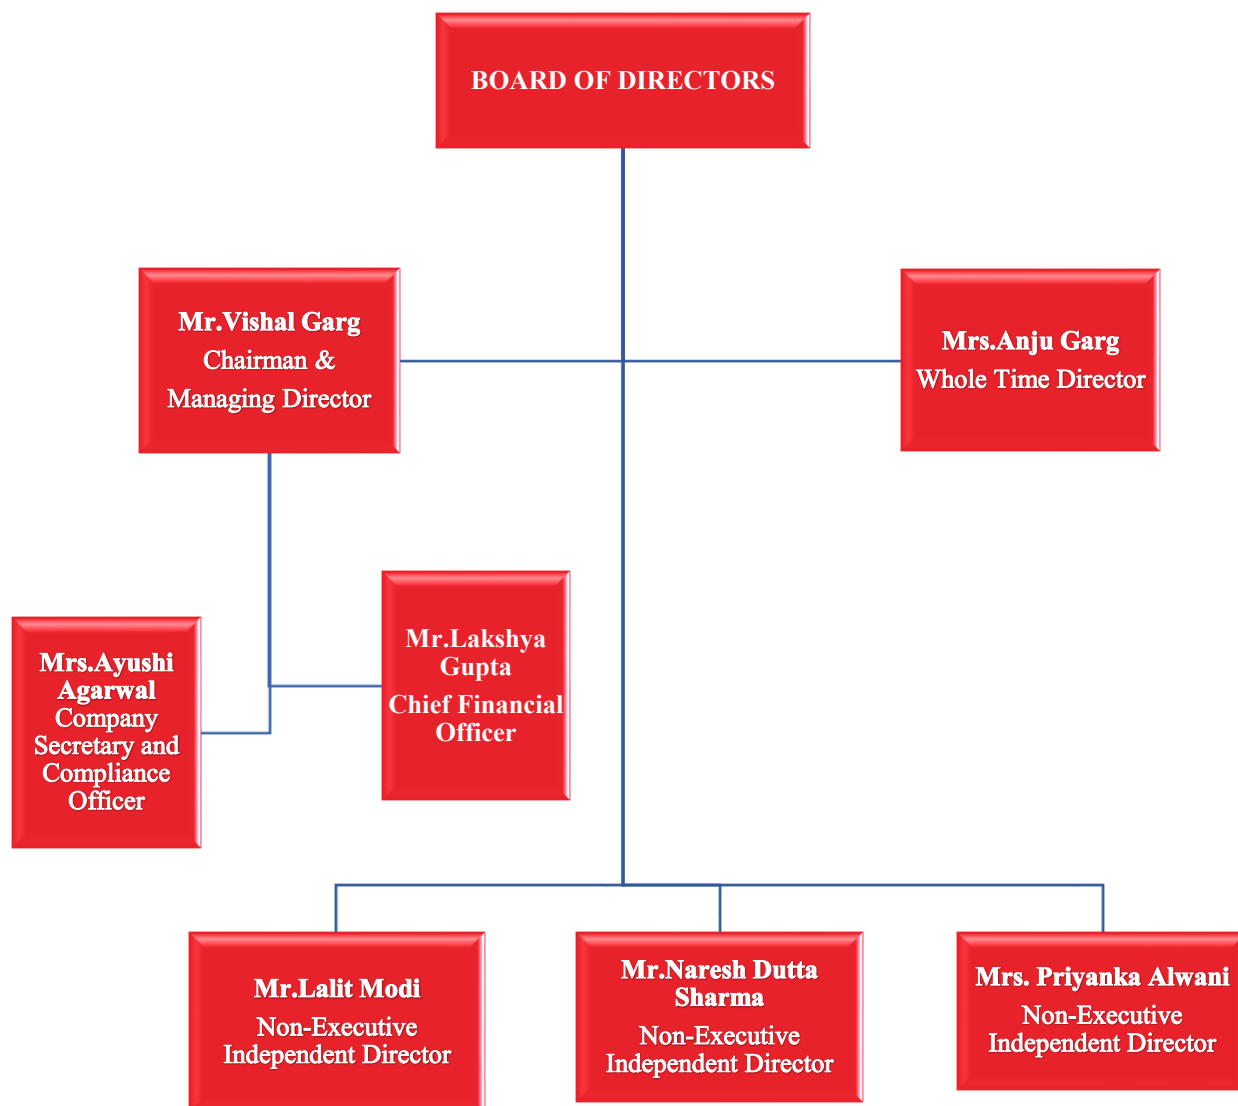 BOARD OF DIRECTORS
Mr.Vishal Garg
Chairman &
Managing Director
Mrs.Anju Garg
Whole Time Director
Mr.Lakshya
Gupta
Chief Financial
Officer
Mrs.Ayushi
Agarwal
Company
Secretary and
Compliance
Officer
Mr.Lalit Modi
Non-Executive
Independent Director
Mr.Naresh Dutta
Sharma
Non-Executive
Independent Director
Mrs. Priyanka Alwani
Non-Executive
Independent Director